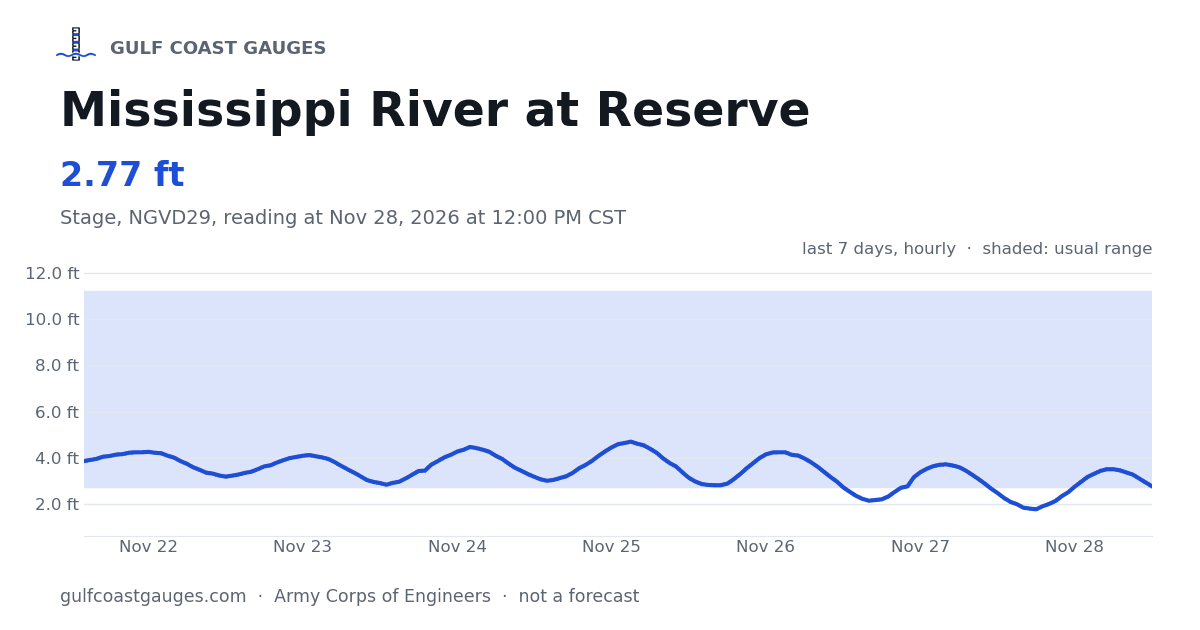 GULF COAST GAUGES
Mississippi River at Reserve
2.77 ft
Stage, NGVD29, reading at Nov 28, 2026 at 12:00 PM CST
last 7 days, hourly · shaded: usual range
12.0 ft
10.0 ft
8.0 ft
6.0 ft
4.0 ft
2.0 ft
Nov 22 Nov 23 Nov 24 Nov 25 Nov 26 Nov 27 Nov 28
gulfcoastgauges.com · Army Corps of Engineers · not a forecast